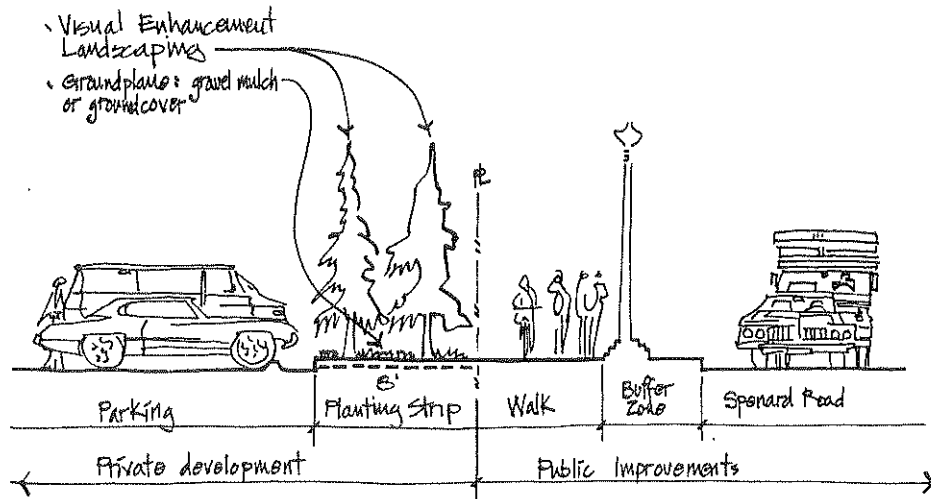 • Visual Enhancement
Landscaping
• Groundplane: gravel mulch
or groundcover
PL
8'
Parking
Planting Strip
Walk
Buffer
Zone
Spenard Road
Private development
Public Improvements